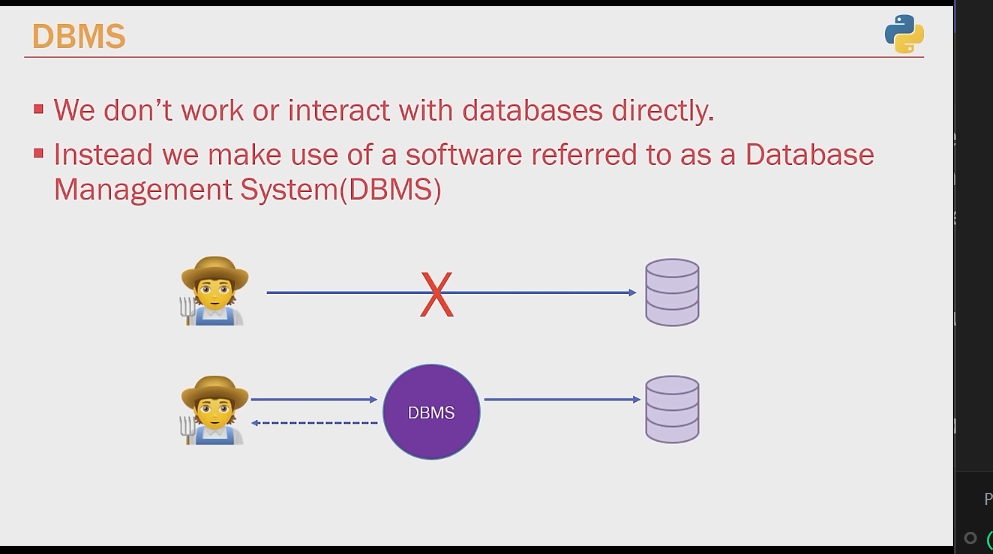 DBMS
We don't work or interact with databases directly.
Instead we make use of a software referred to as a Database
Management System(DBMS)
X
DBMS
P